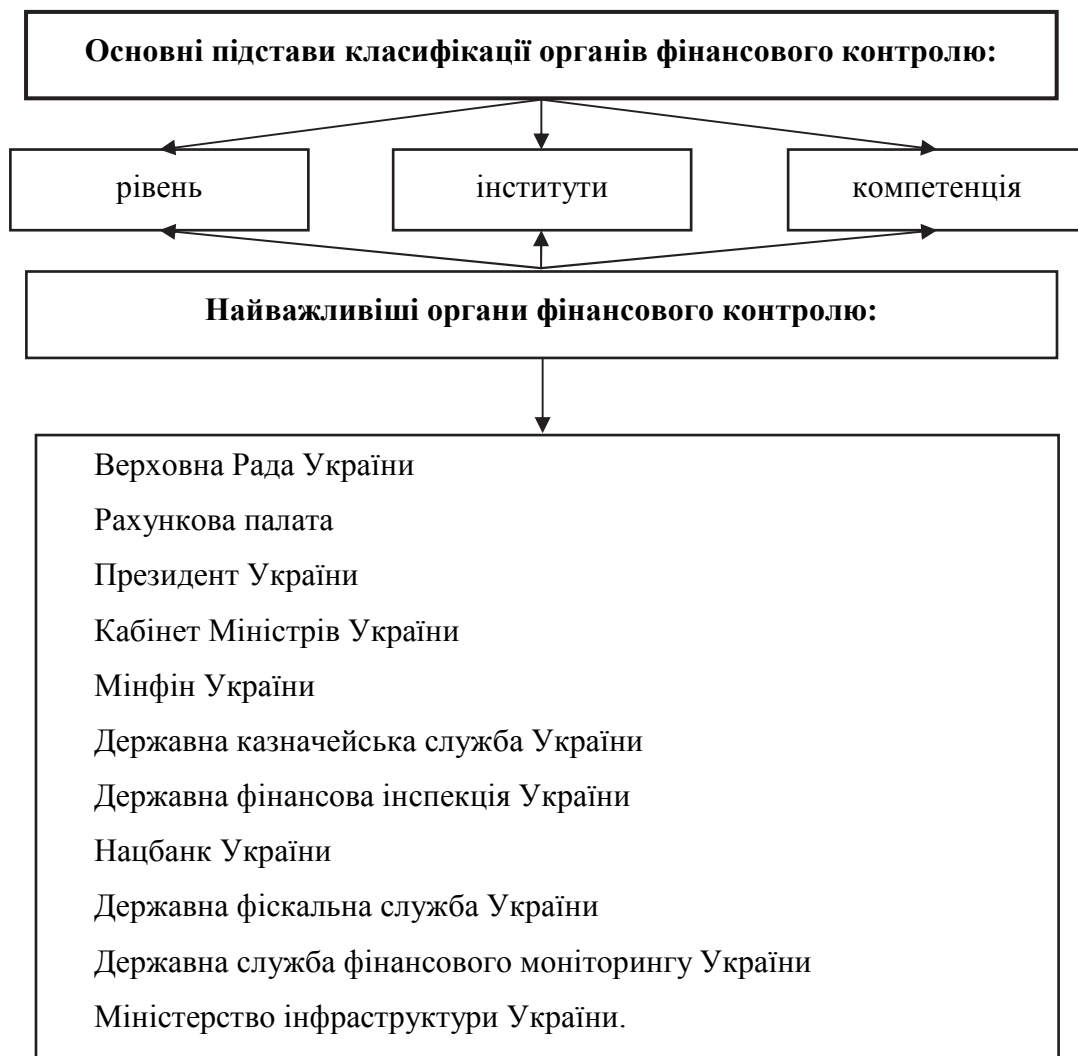 Основні підстави класифікації органів фінансового контролю:
рівень
інститути
компетенція
Найважливіші органи фінансового контролю:
Верховна Рада України
Рахункова палата
Президент України
Кабінет Міністрів України
Мінфін України
Державна казначейська служба України
Державна фінансова інспекція України
Нацбанк України
Державна фіскальна служба України
Державна служба фінансового моніторингу України
Міністерство інфраструктури України.